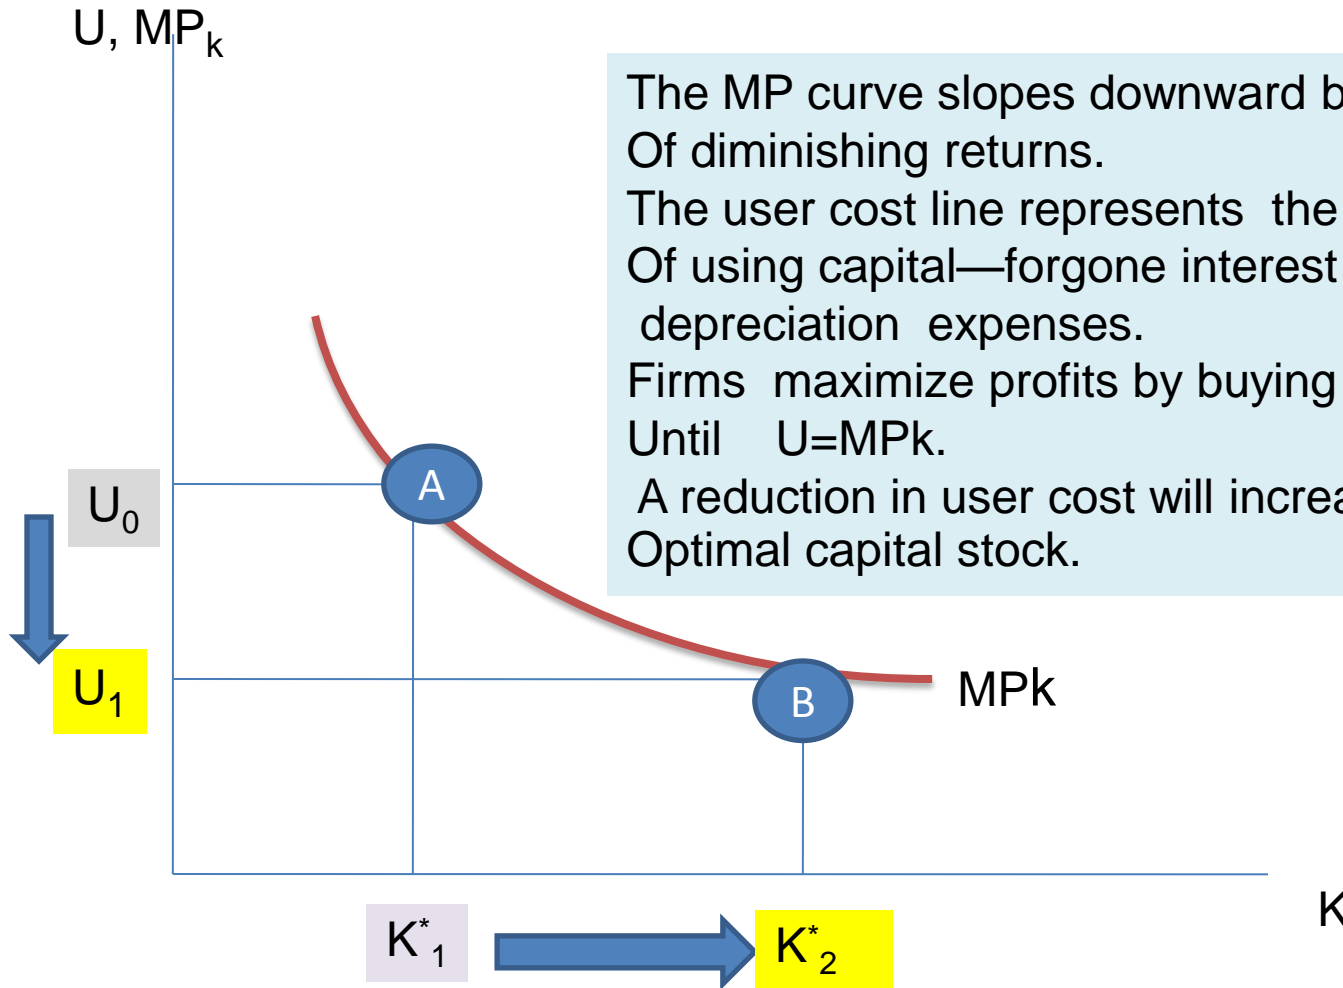 U, MPk
The MP curve slopes downward b
Of diminishing returns.
The user cost line represents the
Of using capital—forgone interest
depreciation expenses.
Firms maximize profits by buying
Until U=MPk.
A reduction in user cost will increa
Optimal capital stock.
A
U0
U1
B
MPk
K
K*1
K*2